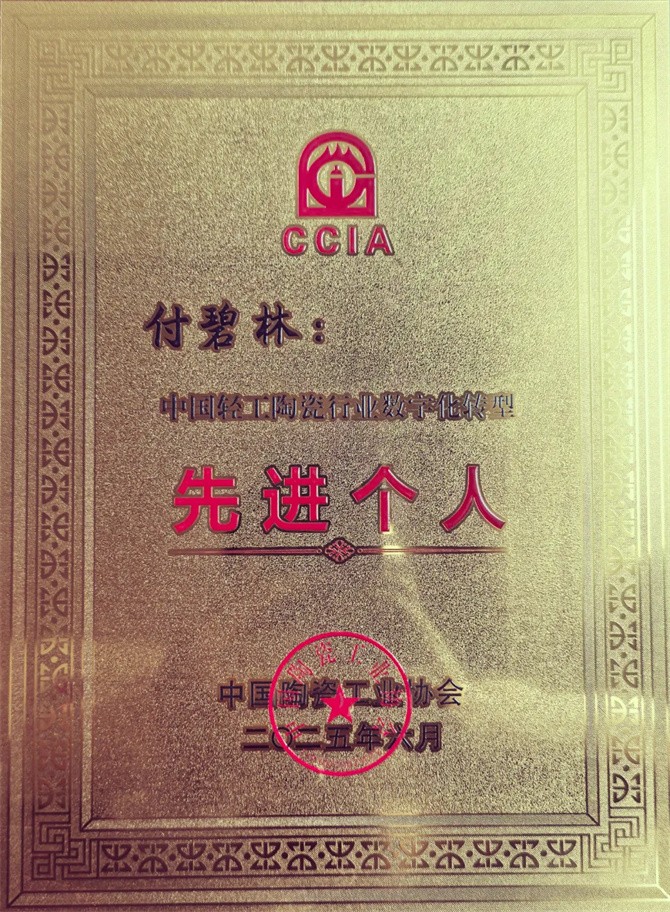 CCIA
付碧林：
中国轻工陶瓷行业数字化转型
先进个人
中国陶瓷工业协会
二〇二五年六月